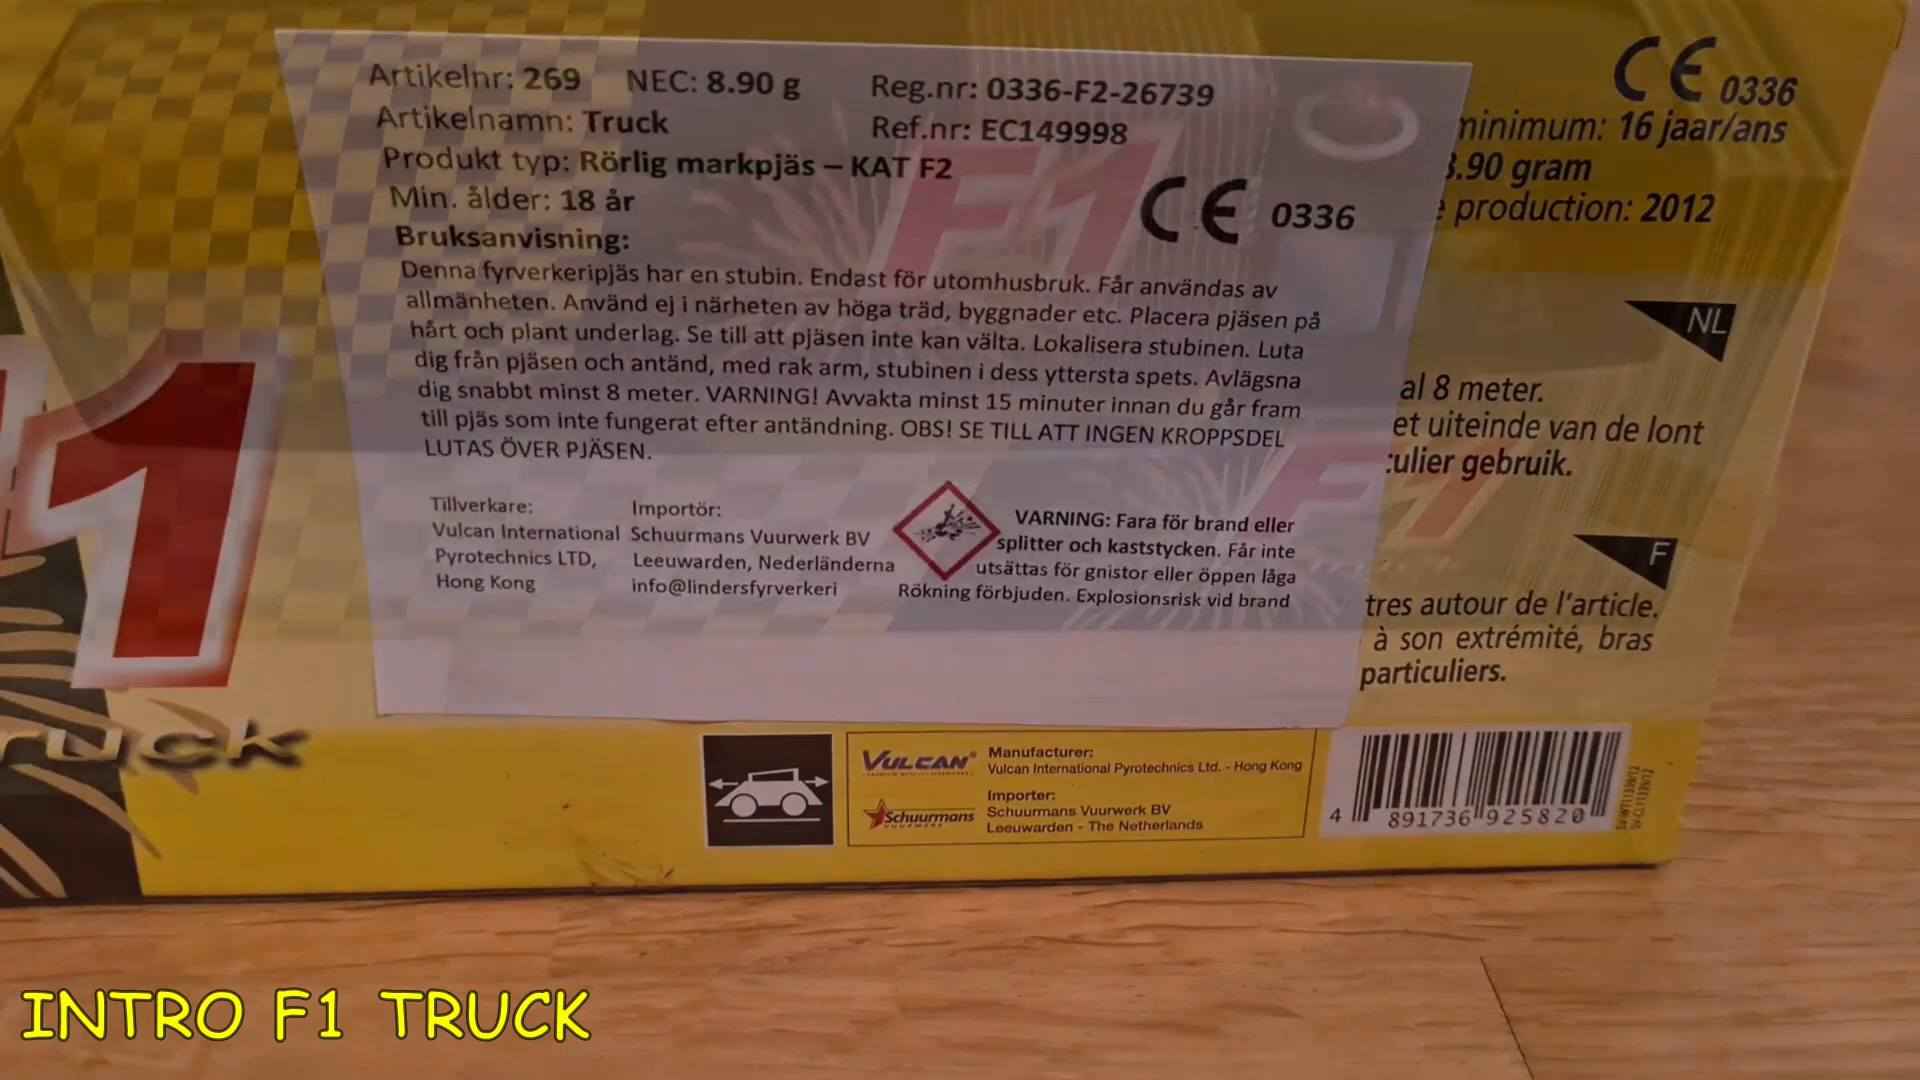 Artikelnr: 269 NEC: 8.90 g Reg.nr: 0336-F2-26739
Artikelnamn: Truck Ref.nr: EC149998
Produkt typ: Rörlig markpjäs – KAT F2
Min. ålder: 18 år
CE 0336
Bruksanvisning:
Denna fyrverkeripjäs har en stubin. Endast för utomhusbruk. Får användas av
allmänheten. Använd ej i närheten av höga träd, byggnader etc. Placera pjäsen på
hårt och plant underlag. Se till att pjäsen inte kan välta. Lokalisera stubinen. Luta
dig från pjäsen och antänd, med rak arm, stubinen i dess yttersta spets. Avlägsna
dig snabbt minst 8 meter. VARNING! Avvakta minst 15 minuter innan du går fram
till pjäs som inte fungerat efter antändning. OBS! SE TILL ATT INGEN KROPPSDEL
LUTAS ÖVER PJÄSEN.
Tillverkare:
Vulcan International
Pyrotechnics LTD,
Hong Kong
Importör:
Schuurmans Vuurwerk BV
Leeuwarden, Nederländerna
info@lindersfyrverkeri
VARNING: Fara för brand eller
splitter och kaststycken. Får inte
utsättas för gnistor eller öppen låga
Rökning förbjuden. Explosionsrisk vid brand
CE 0336
minimum: 16 jaar/ans
8.90 gram
production: 2012
NL
al 8 meter.
et uiteinde van de lont
culier gebruik.
F
tres autour de l'article.
à son extrémité, bras
particuliers.
F1
F1
1
ruck
VULCAN®
Manufacturer:
Vulcan International Pyrotechnics Ltd. - Hong Kong
Schuurmans
VUURWERK
Importer:
Schuurmans Vuurwerk BV
Leeuwarden - The Netherlands
4 891736 925820
INTRO F1 TRUCK